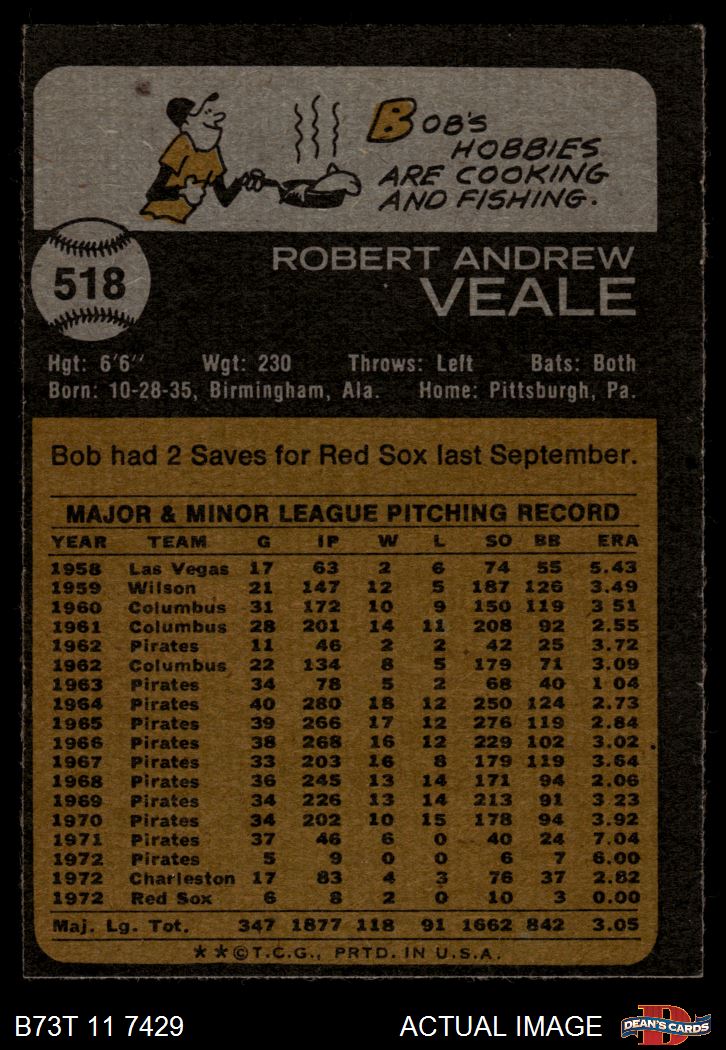 BOB'S
HOBBIES
ARE COOKING
AND FISHING.
518
ROBERT ANDREW
VEALE
Hgt: 6'6" Wgt: 230 Throws: Left Bats: Both
Born: 10-28-35, Birmingham, Ala. Home: Pittsburgh, Pa.
Bob had 2 Saves for Red Sox last September.
MAJOR & MINOR LEAGUE PITCHING RECORD
YEAR TEAM G IP W L SO BB ERA
1958 Las Vegas 17 63 2 6 74 55 5.43
1959 Wilson 21 147 12 5 187 126 3.49
1960 Columbus 31 172 10 9 150 119 3 51
1961 Columbus 28 201 14 11 208 92 2.55
1962 Pirates 11 46 2 2 42 25 3.72
1962 Columbus 22 134 8 5 179 71 3.09
1963 Pirates 34 78 5 2 68 40 1 04
1964 Pirates 40 280 18 12 250 124 2.73
1965 Pirates 39 266 17 12 276 119 2.84
1966 Pirates 38 268 16 12 229 102 3.02
1967 Pirates 33 203 16 8 179 119 3.64
1968 Pirates 36 245 13 14 171 94 2.06
1969 Pirates 34 226 13 14 213 91 3 23
1970 Pirates 34 202 10 15 178 94 3.92
1971 Pirates 37 46 6 0 40 24 7.04
1972 Pirates 5 9 0 0 6 7 6.00
1972 Charleston 17 83 4 3 76 37 2.82
1972 Red Sox 6 8 2 0 10 3 0.00
Maj. Lg. Tot. 347 1877 118 91 1662 842 3.05
**©T.C.G., PRTD. IN U.S.A.
B73T 11 7429 ACTUAL IMAGE
D
DEAN'S CARDS